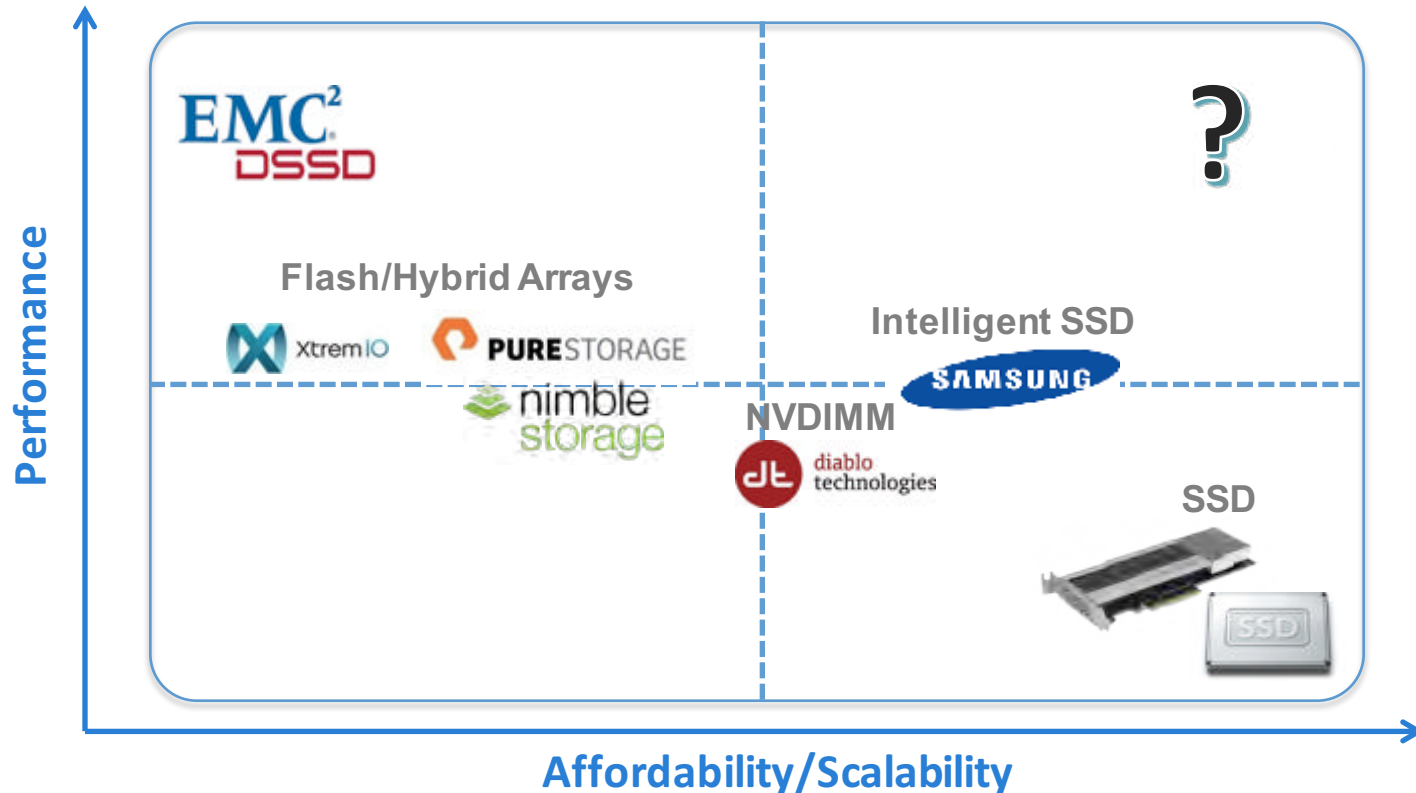 EMC²
DSSD
?
Performance
Flash/Hybrid Arrays
XtremIO
PURESTORAGE
nimble
storage
Intelligent SSD
SAMSUNG
NVDIMM
dt
diablo
technologies
SSD
SSD
Affordability/Scalability